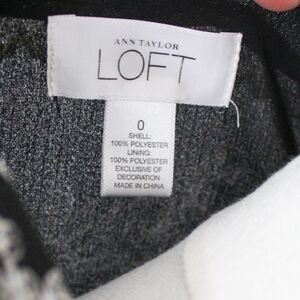 ANN TAYLOR
LOFT
0
SHELL:
100% POLYESTER
LINING:
100% POLYESTER
EXCLUSIVE OF
DECORATION
MADE IN CHINA